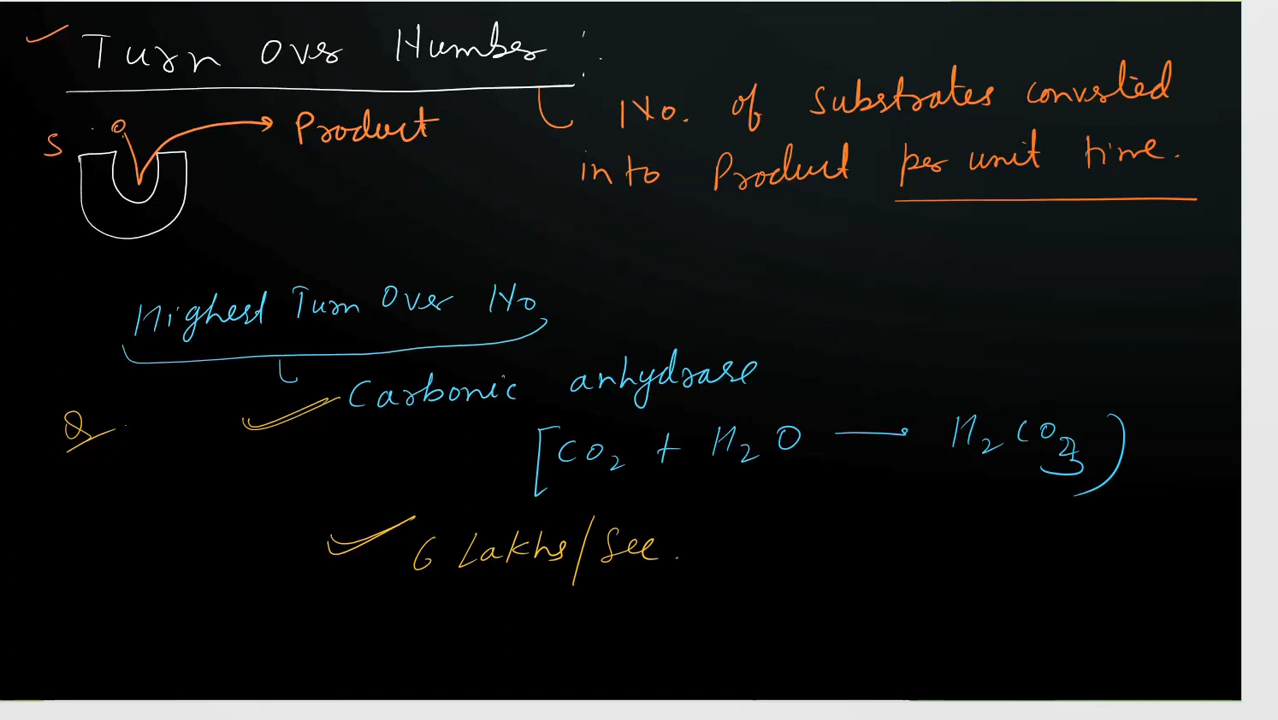 Turn Over Number :
No. of Substrates converted
into Product per unit time.
S
Product
Highest Turn Over No
Carbonic anhydrase
Q.
[CO2 + H2O → H2CO3)
6 Lakhs/Sec.